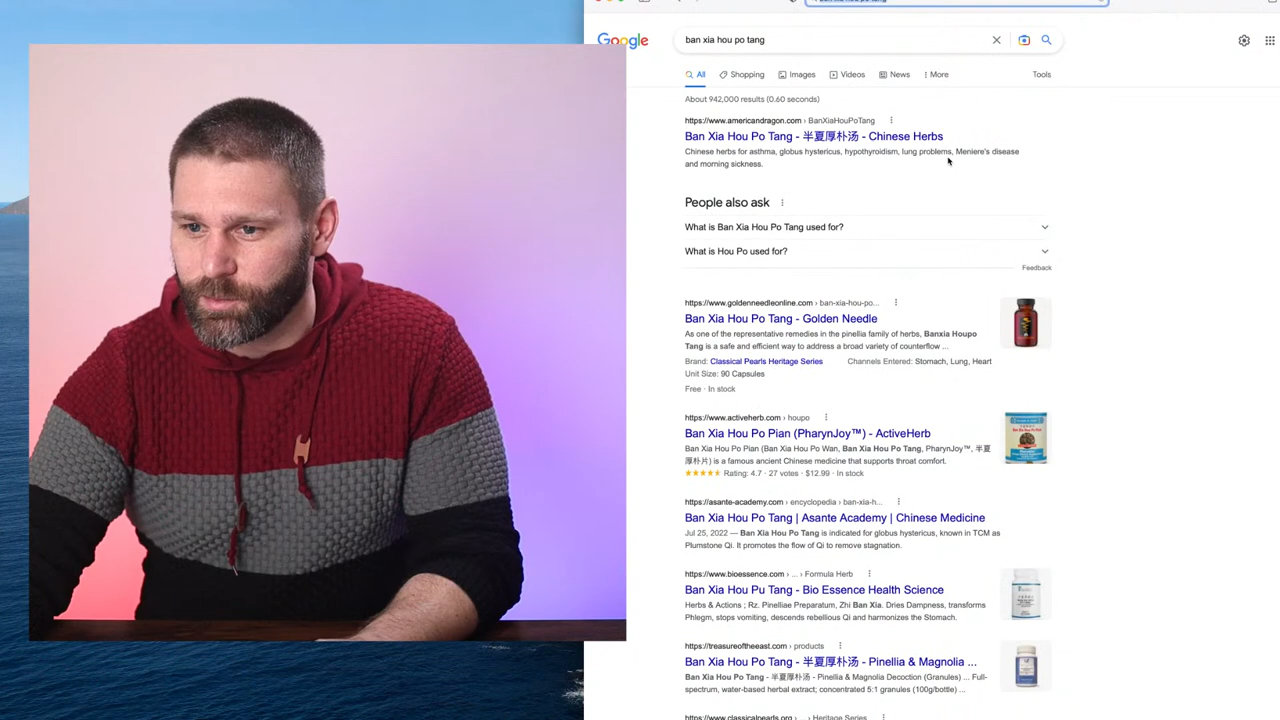 Google
ban xia hou po tang
All
Shopping
Images
Videos
News
More
Tools
About 942,000 results (0.60 seconds)
https://www.americandragon.com › BanXiaHouPoTang
Ban Xia Hou Po Tang - 半夏厚朴汤 - Chinese Herbs
Chinese herbs for asthma, globus hystericus, hypothyroidism, lung problems, Meniere's disease
and morning sickness.
People also ask
What is Ban Xia Hou Po Tang used for?
What is Hou Po used for?
Feedback
https://www.goldenneedleonline.com › ban-xia-hou-po...
Ban Xia Hou Po Tang - Golden Needle
As one of the representative remedies in the pinellia family of herbs, Banxia Houpo
Tang is a safe and efficient way to address a broad variety of counterflow ...
Brand: Classical Pearls Heritage Series Channels Entered: Stomach, Lung, Heart
Unit Size: 90 Capsules
Free · In stock
https://www.activeherb.com › houpo
Ban Xia Hou Po Pian (PharynJoy™) - ActiveHerb
Ban Xia Hou Po Pian (Ban Xia Hou Po Wan, Ban Xia Hou Po Tang, PharynJoy™, 半夏
厚朴片) is a famous ancient Chinese medicine that supports throat comfort.
Rating: 4.7 · 27 votes · $12.99 · In stock
https://asante-academy.com › encyclopedia › ban-xia-h...
Ban Xia Hou Po Tang | Asante Academy | Chinese Medicine
Jul 25, 2022 — Ban Xia Hou Po Tang is indicated for globus hystericus, known in TCM as
Plumstone Qi. It promotes the flow of Qi to remove stagnation.
https://www.bioessence.com › ... › Formula Herb
Ban Xia Hou Pu Tang - Bio Essence Health Science
Herbs & Actions ; Rz. Pinelliae Preparatum, Zhi Ban Xia. Dries Dampness, transforms
Phlegm, stops vomiting, descends rebellious Qi and harmonizes the Stomach.
https://treasureoftheeast.com › products
Ban Xia Hou Po Tang - 半夏厚朴汤 - Pinellia & Magnolia ...
Ban Xia Hou Po Tang - 半夏厚朴汤 - Pinellia & Magnolia Decoction (Granules) ... Full-
spectrum, water-based herbal extract; concentrated 5:1 granules (100g/bottle) ...
https://www.classicalpearls.org › ... › Heritage Series